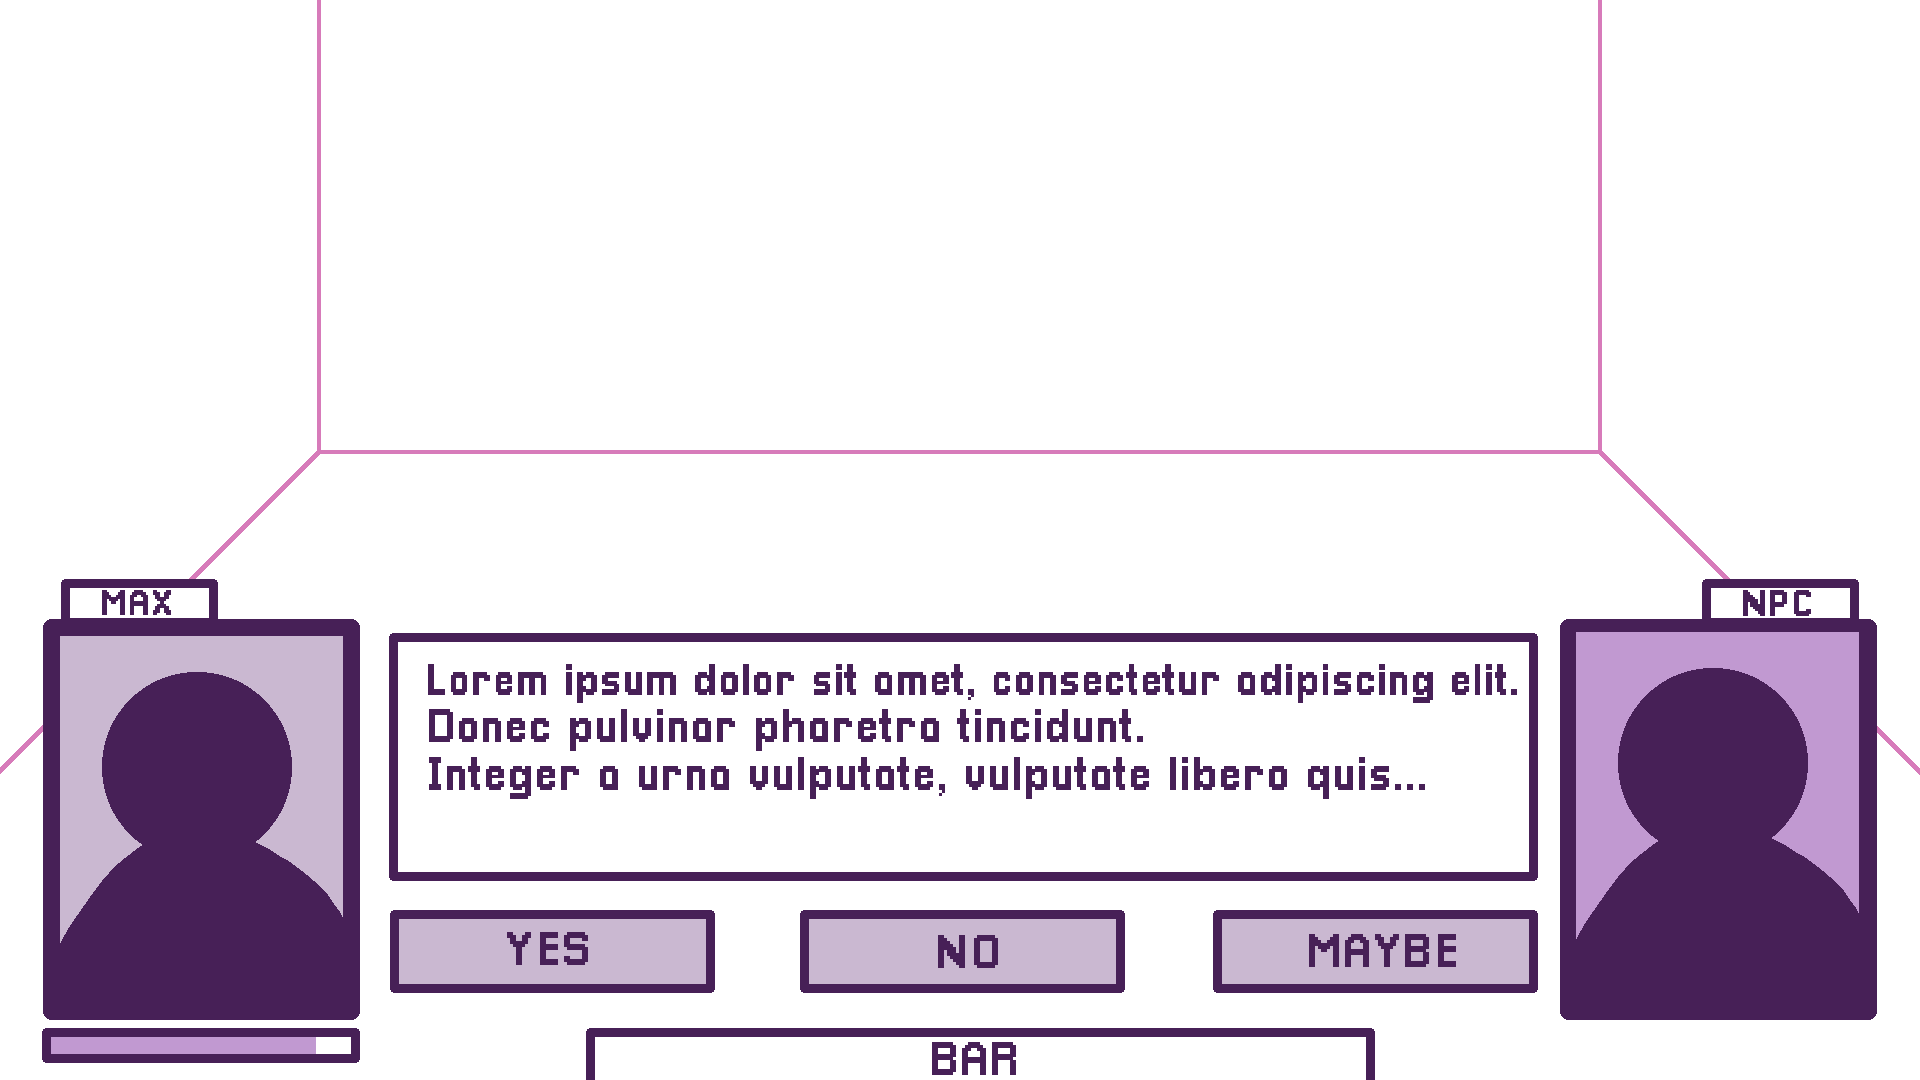 MAX
NPC
Lorem ipsum dolor sit amet, consectetur adipiscing elit.
Donec pulvinar pharetra tincidunt.
Integer a urna vulputate, vulputate libero quis...
YES
NO
MAYBE
BAR